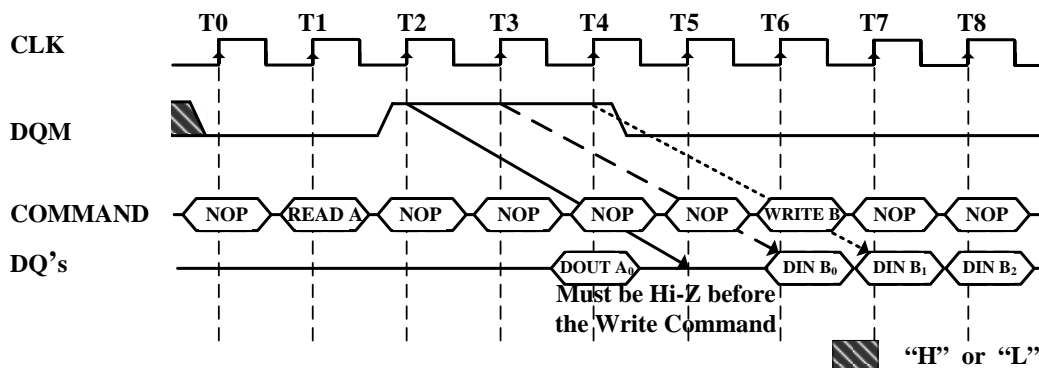 T0 T1 T2 T3 T4 T5 T6 T7 T8
CLK
DQM
COMMAND NOP READ A NOP NOP NOP NOP WRITE B NOP NOP
DQ's DOUT A0 DIN B0 DIN B1 DIN B2
Must be Hi-Z before
the Write Command
“H” or “L”